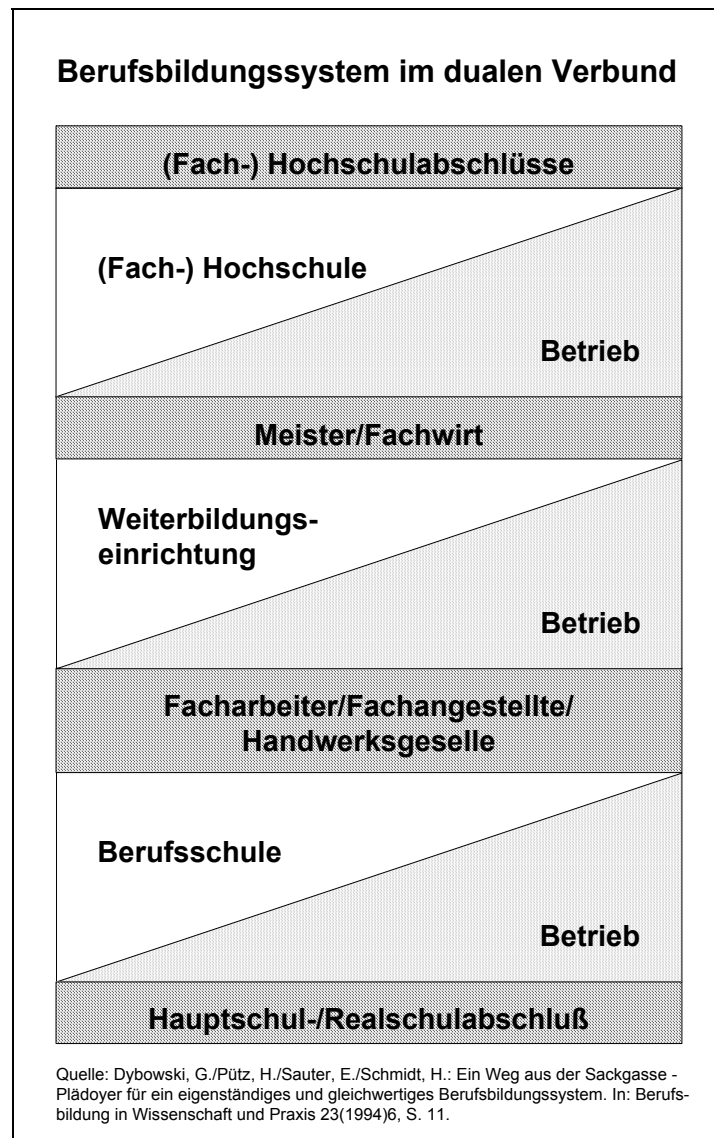 Berufsbildungssystem im dualen Verbund
(Fach-) Hochschulabschlüsse
(Fach-) Hochschule
Betrieb
Meister/Fachwirt
Weiterbildungs-
einrichtung
Betrieb
Facharbeiter/Fachangestellte/
Handwerksgeselle
Berufsschule
Betrieb
Hauptschul-/Realschulabschluß
Quelle: Dybowski, G./Pütz, H./Sauter, E./Schmidt, H.: Ein Weg aus der Sackgasse -
Plädoyer für ein eigenständiges und gleichwertiges Berufsbildungssystem. In: Berufs-
bildung in Wissenschaft und Praxis 23(1994)6, S. 11.